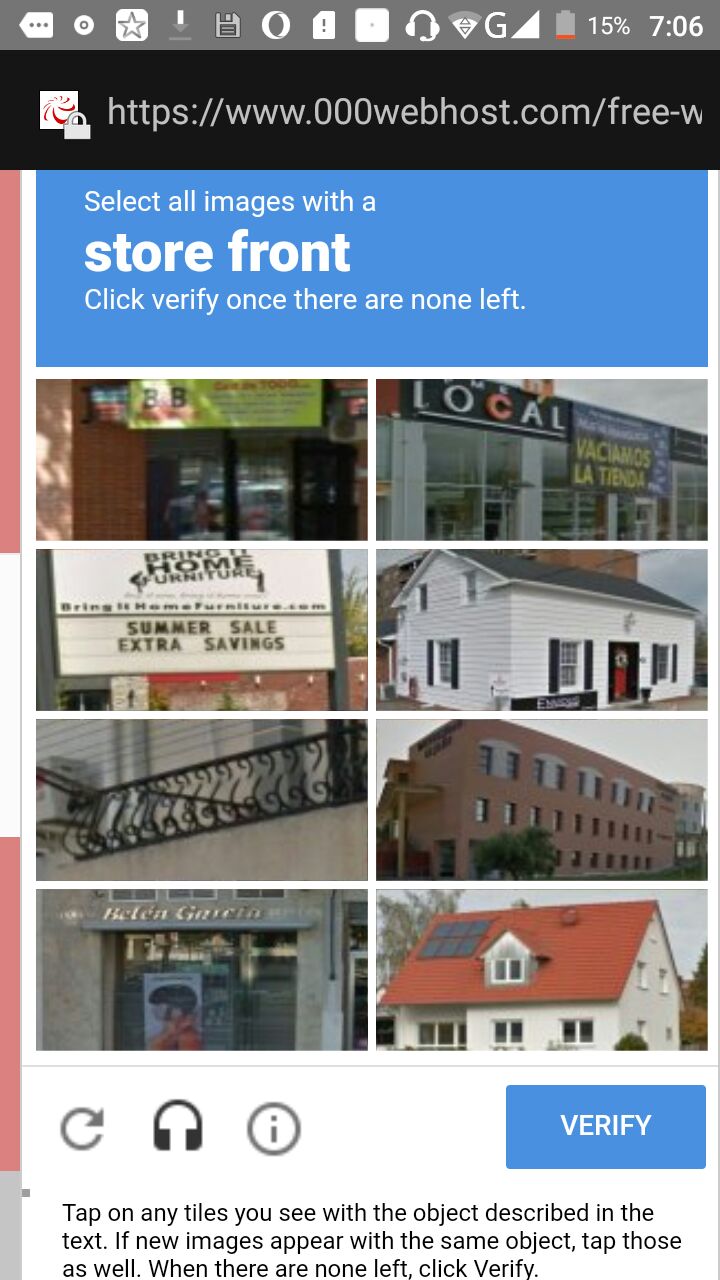 15% 7:06
https://www.000webhost.com/free-w
Select all images with a
store front
Click verify once there are none left.
B&B
LOCAL
VACIAMOS
LA TIENDA
BRING IT
HOME
FURNITURE
BringItHomeFurniture.com
SUMMER SALE
EXTRA SAVINGS
Belén García
VERIFY
Tap on any tiles you see with the object described in the
text. If new images appear with the same object, tap those
as well. When there are none left, click Verify.